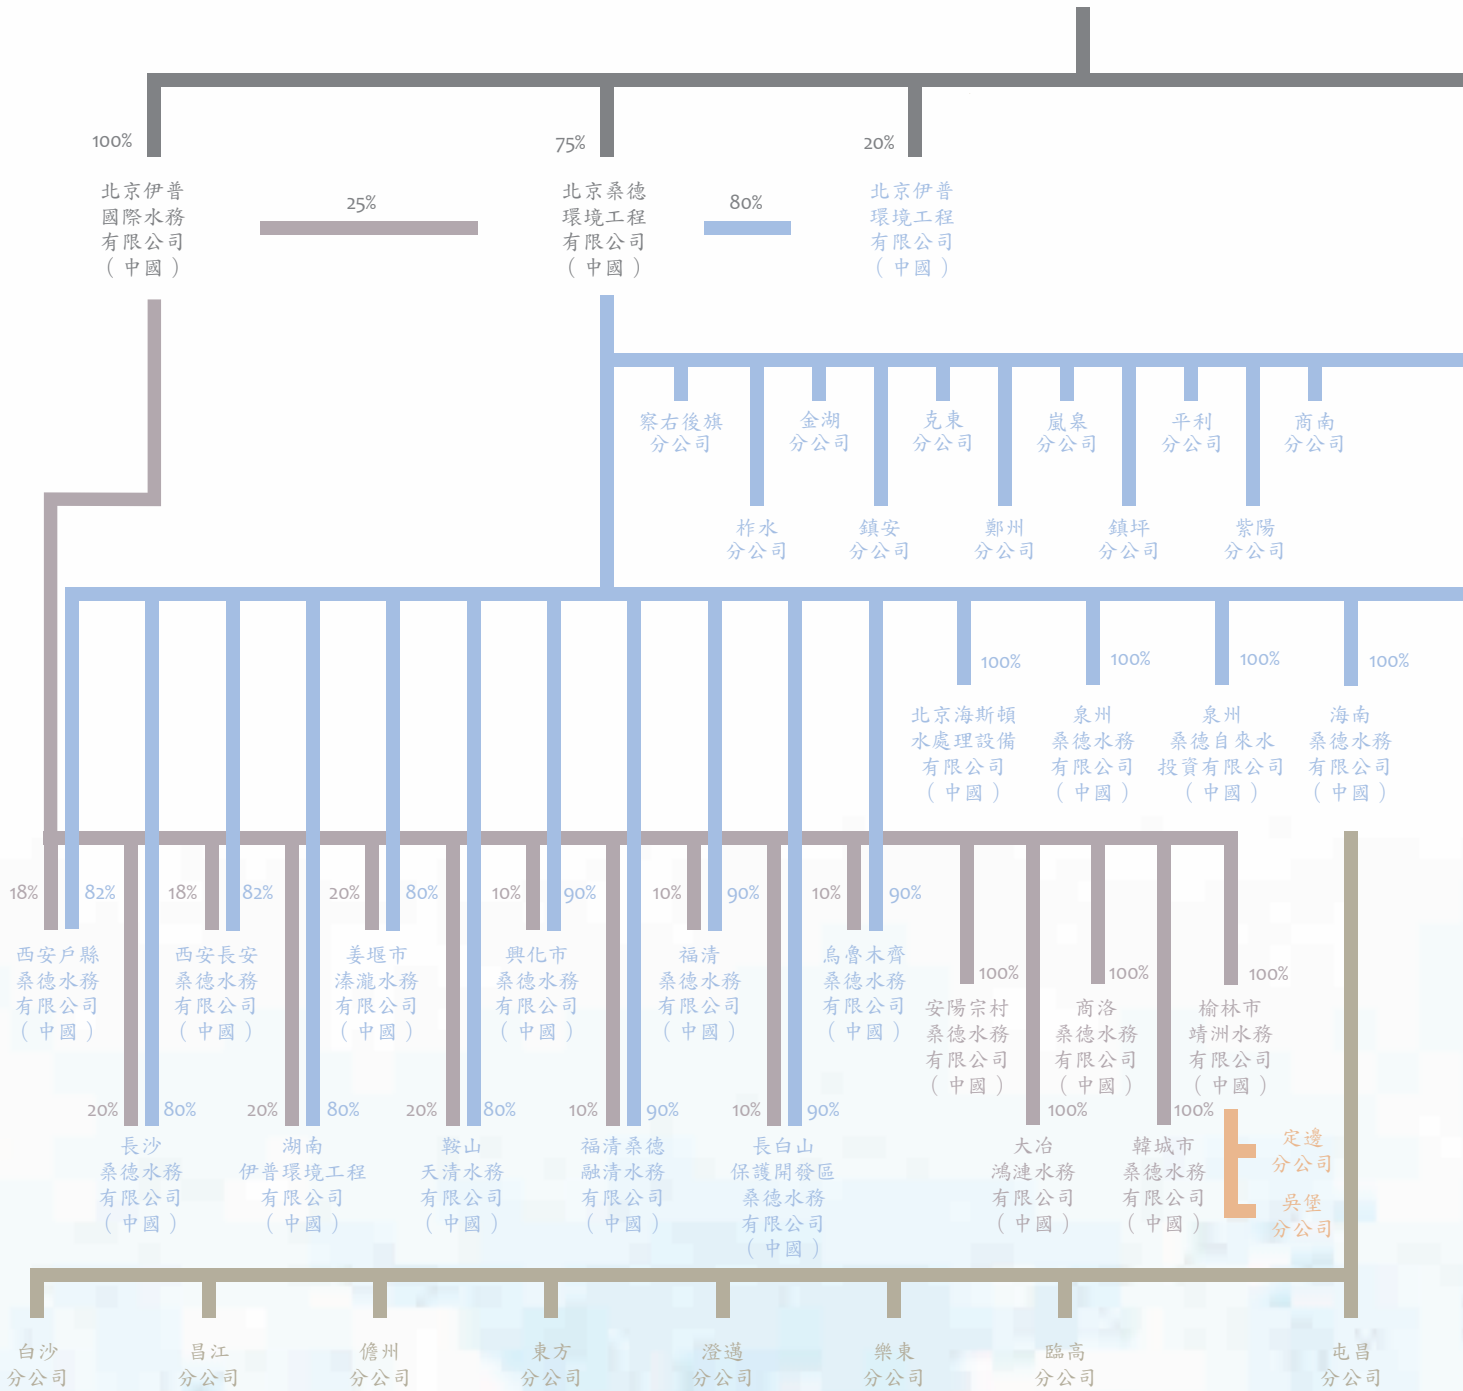 100%
北京伊普
國際水務
有限公司
（中國）
25%
75%
北京桑德
環境工程
有限公司
（中國）
80%
20%
北京伊普
環境工程
有限公司
（中國）
察右後旗
分公司
金湖
分公司
克東
分公司
嵐皋
分公司
平利
分公司
商南
分公司
柞水
分公司
鎮安
分公司
鄭州
分公司
鎮坪
分公司
紫陽
分公司
100%
北京海斯頓
水處理設備
有限公司
（中國）
100%
泉州
桑德水務
有限公司
（中國）
100%
泉州
桑德自來水
投資有限公司
（中國）
100%
海南
桑德水務
有限公司
（中國）
18%
82%
西安戶縣
桑德水務
有限公司
（中國）
18%
82%
西安長安
桑德水務
有限公司
（中國）
20%
80%
姜堰市
溱瀧水務
有限公司
（中國）
10%
90%
興化市
桑德水務
有限公司
（中國）
10%
90%
福清
桑德水務
有限公司
（中國）
10%
90%
烏魯木齊
桑德水務
有限公司
（中國）
100%
安陽宗村
桑德水務
有限公司
（中國）
100%
商洛
桑德水務
有限公司
（中國）
100%
榆林市
靖洲水務
有限公司
（中國）
20%
80%
長沙
桑德水務
有限公司
（中國）
20%
80%
湖南
伊普環境工程
有限公司
（中國）
20%
80%
鞍山
天清水務
有限公司
（中國）
10%
90%
福清桑德
融清水務
有限公司
（中國）
10%
90%
長白山
保護開發區
桑德水務
有限公司
（中國）
100%
大冶
鴻漣水務
有限公司
（中國）
100%
韓城市
桑德水務
有限公司
（中國）
定邊
分公司
吳堡
分公司
白沙
分公司
昌江
分公司
儋州
分公司
東方
分公司
澄邁
分公司
樂東
分公司
臨高
分公司
屯昌
分公司